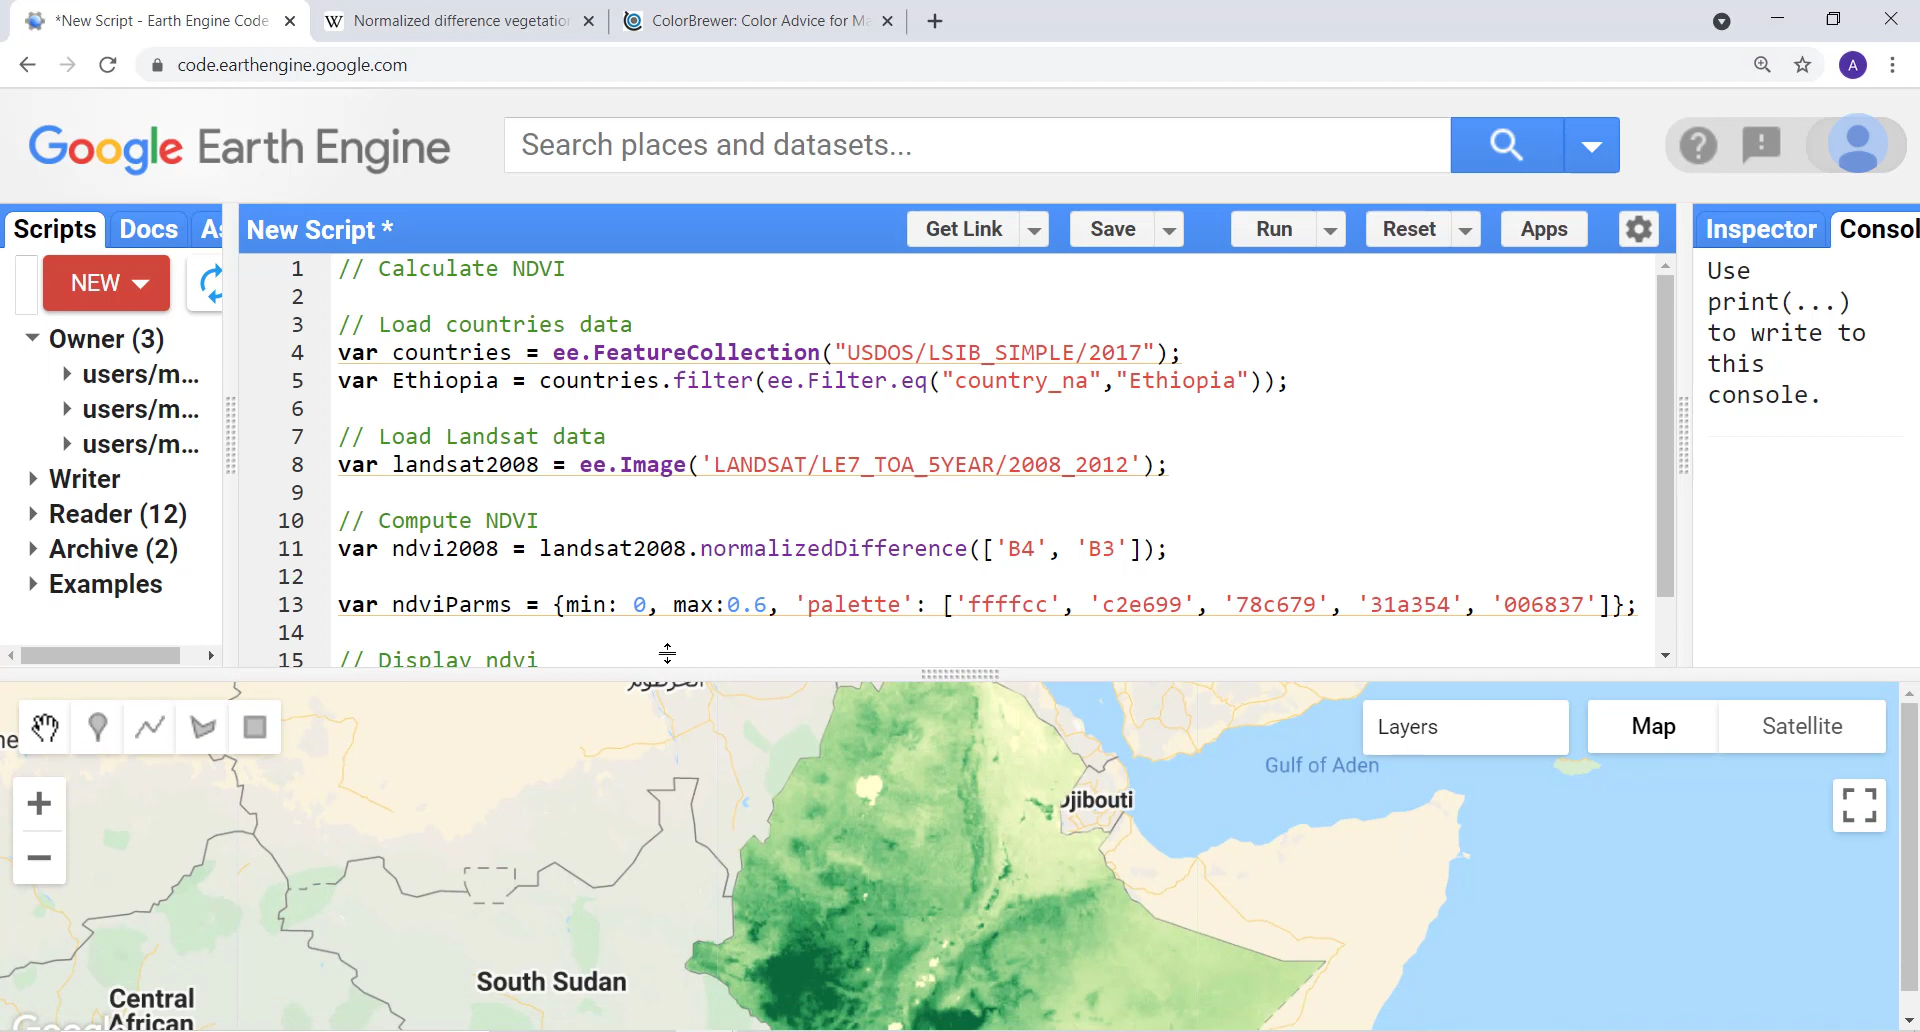 *New Script - Earth Engine Code
Normalized difference vegetation
ColorBrewer: Color Advice for Ma
code.earthengine.google.com
A
Google Earth Engine
Search places and datasets...
Scripts
Docs
As
New Script *
Get Link
Save
Run
Reset
Apps
Inspector
Consol
NEW
Owner (3)
users/m...
users/m...
users/m...
Writer
Reader (12)
Archive (2)
Examples
1 // Calculate NDVI
2
3 // Load countries data
4 var countries = ee.FeatureCollection("USDOS/LSIB_SIMPLE/2017");
5 var Ethiopia = countries.filter(ee.Filter.eq("country_na","Ethiopia"));
6
7 // Load Landsat data
8 var landsat2008 = ee.Image('LANDSAT/LE7_TOA_5YEAR/2008_2012');
9
10 // Compute NDVI
11 var ndvi2008 = landsat2008.normalizedDifference(['B4', 'B3']);
12
13 var ndviParms = {min: 0, max:0.6, 'palette': ['ffffcc', 'c2e699', '78c679', '31a354', '006837']};
14
15 // Display ndvi
Use
print(...)
to write to
this
console.
الخرطوم
Layers
Map
Satellite
Gulf of Aden
Djibouti
South Sudan
Central
African